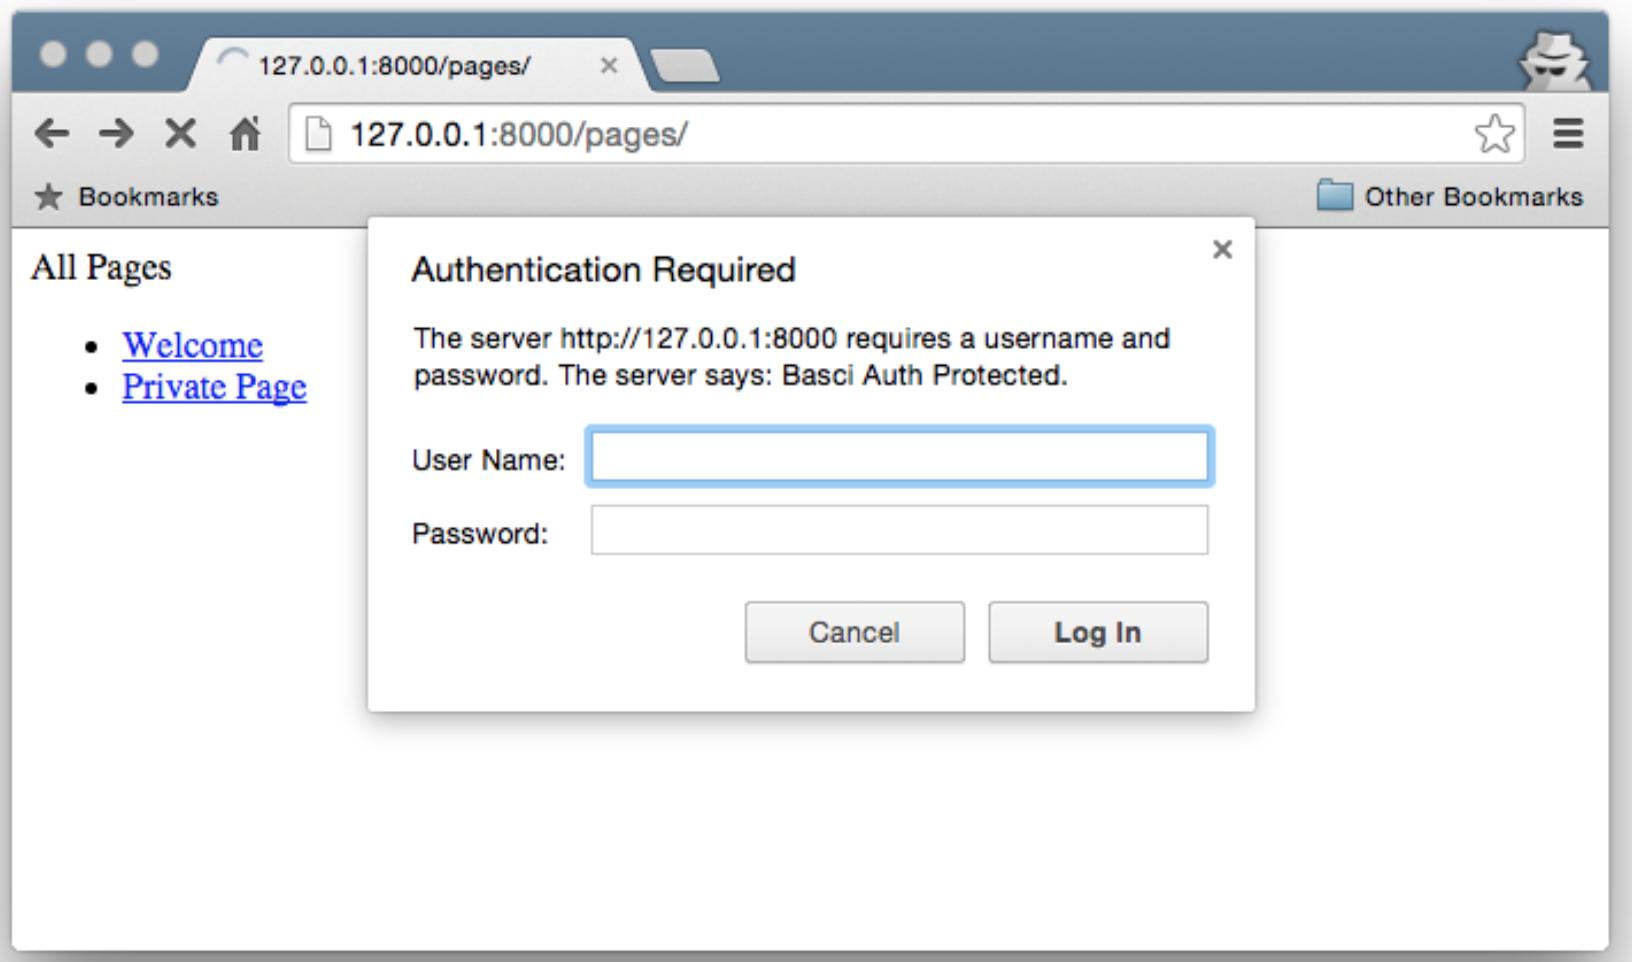 127.0.0.1:8000/pages/
127.0.0.1:8000/pages/
Bookmarks
Other Bookmarks
All Pages
Welcome
Private Page
Authentication Required
The server http://127.0.0.1:8000 requires a username and
password. The server says: Basci Auth Protected.
User Name:
Password:
Cancel
Log In